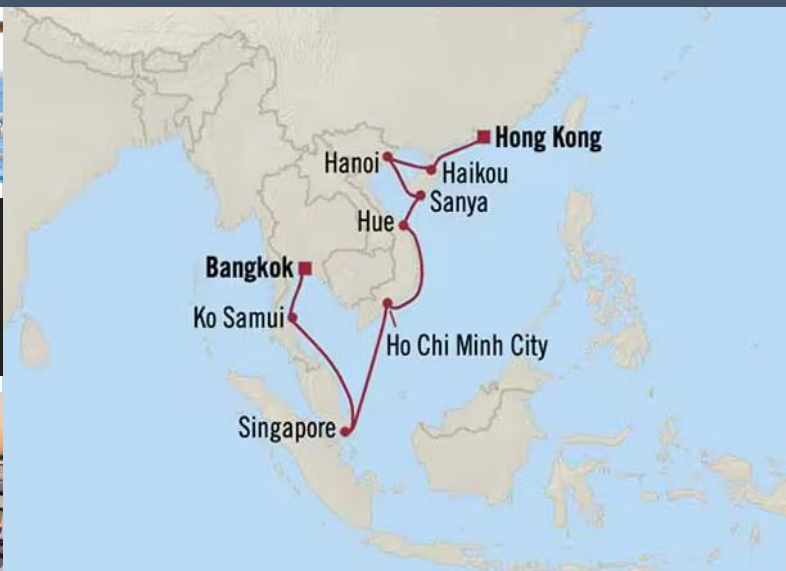 Hong Kong
Hanoi
Haikou
Sanya
Hue
Bangkok
Ko Samui
Ho Chi Minh City
Singapore